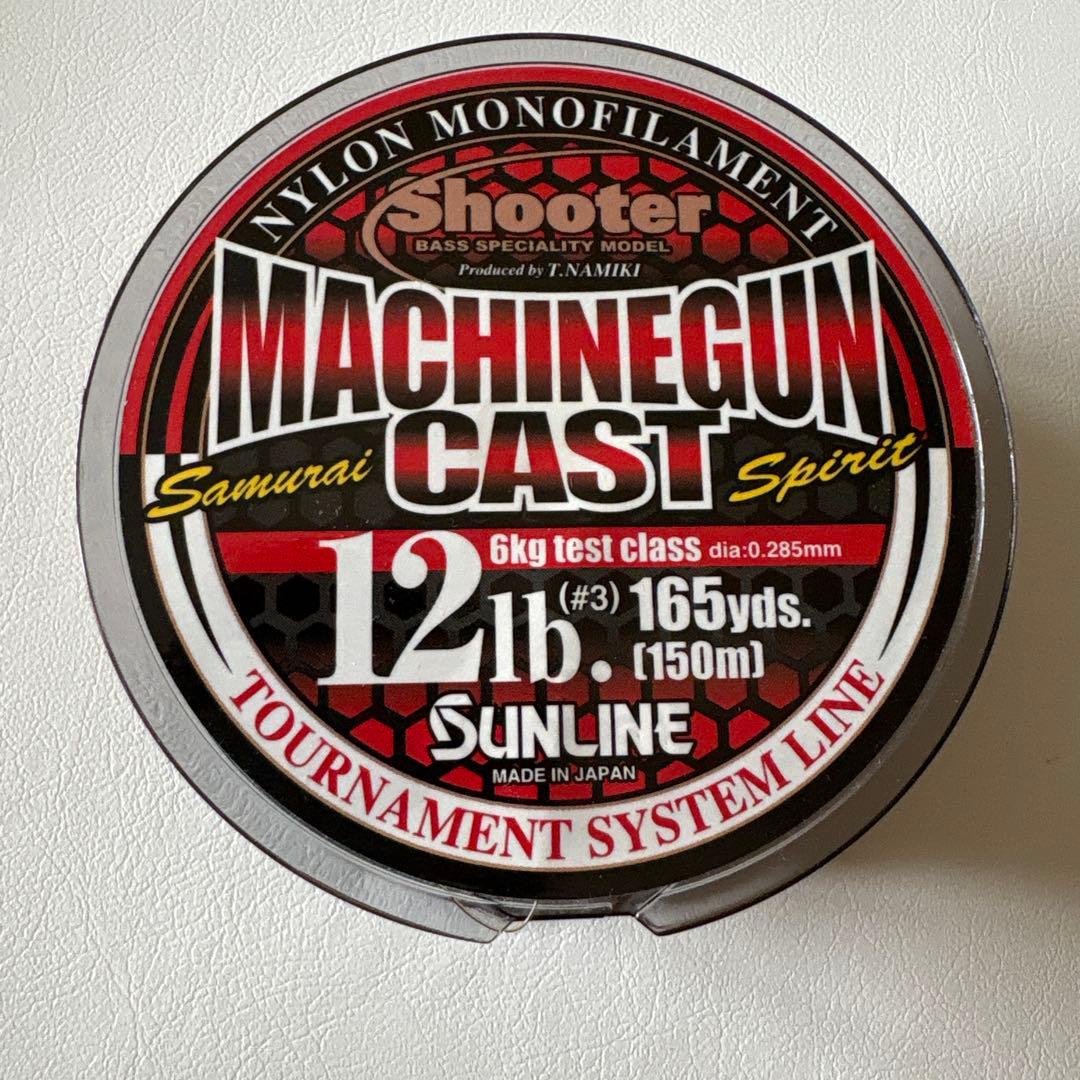 NYLON MONOFILAMENT
Shooter
BASS SPECIALITY MODEL
Produced by T.NAMIKI
MACHINEGUN
CAST
Samurai Spirit
6kg test class dia:0.285mm
12lb. (#3) 165yds.
(150m)
SUNLINE
MADE IN JAPAN
TOURNAMENT SYSTEM LINE